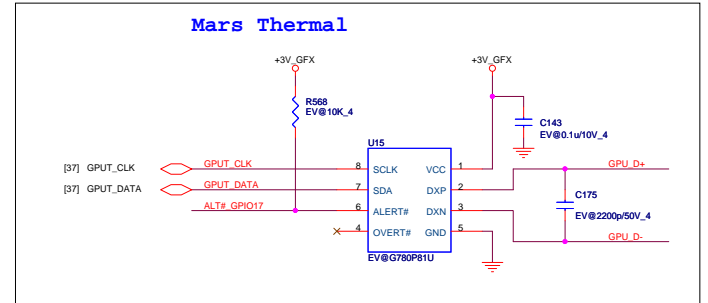 Mars Thermal
+3V_GFX
+3V_GFX
R568
EV@10K_4
C143
EV@0.1u/10V_4
U15
[37] GPUT_CLK
GPUT_CLK
8
SCLK
VCC
1
GPU_D+
[37] GPUT_DATA
GPUT_DATA
7
SDA
DXP
2
C175
EV@2200p/50V_4
ALT#_GPIO17
6
ALERT#
DXN
3
4
OVERT#
GND
5
GPU_D-
EV@G780P81U